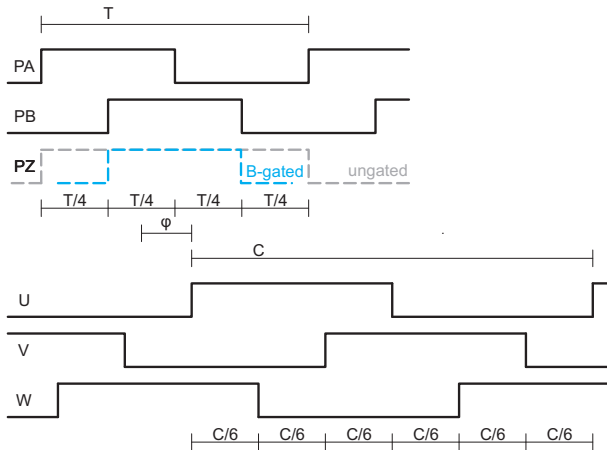 T
PA
PB
PZ B-gated ungated
T/4 T/4 T/4 T/4
φ
C
U
V
W
C/6 C/6 C/6 C/6 C/6 C/6